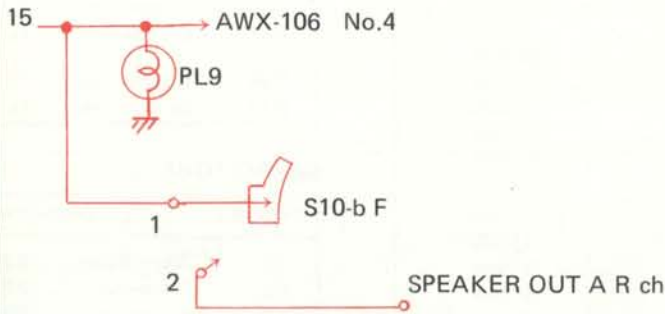 15 AWX-106 No.4
PL9
S10-b F
1
2
SPEAKER OUT A R ch